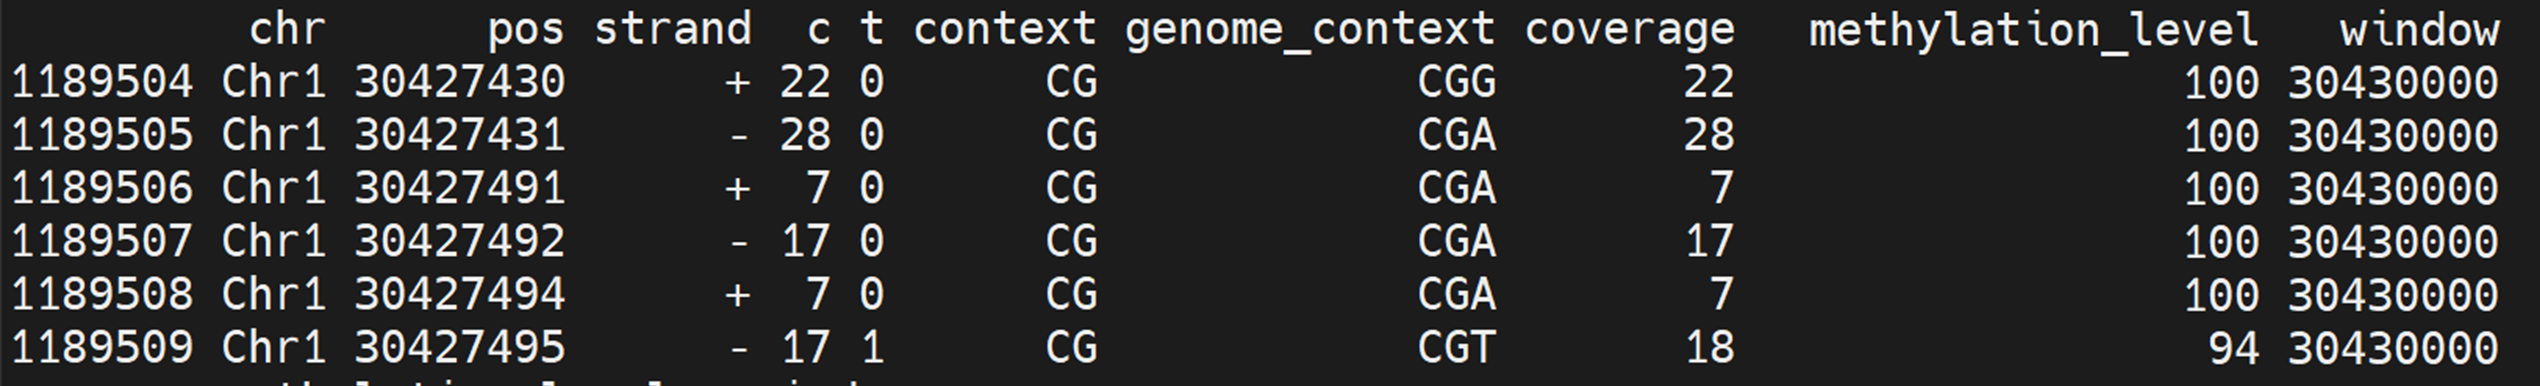 chr pos strand c t context genome_context coverage methylation_level window
1189504 Chr1 30427430 + 22 0 CG CGG 22 100 30430000
1189505 Chr1 30427431 - 28 0 CG CGA 28 100 30430000
1189506 Chr1 30427491 + 7 0 CG CGA 7 100 30430000
1189507 Chr1 30427492 - 17 0 CG CGA 17 100 30430000
1189508 Chr1 30427494 + 7 0 CG CGA 7 100 30430000
1189509 Chr1 30427495 - 17 1 CG CGT 18 94 30430000